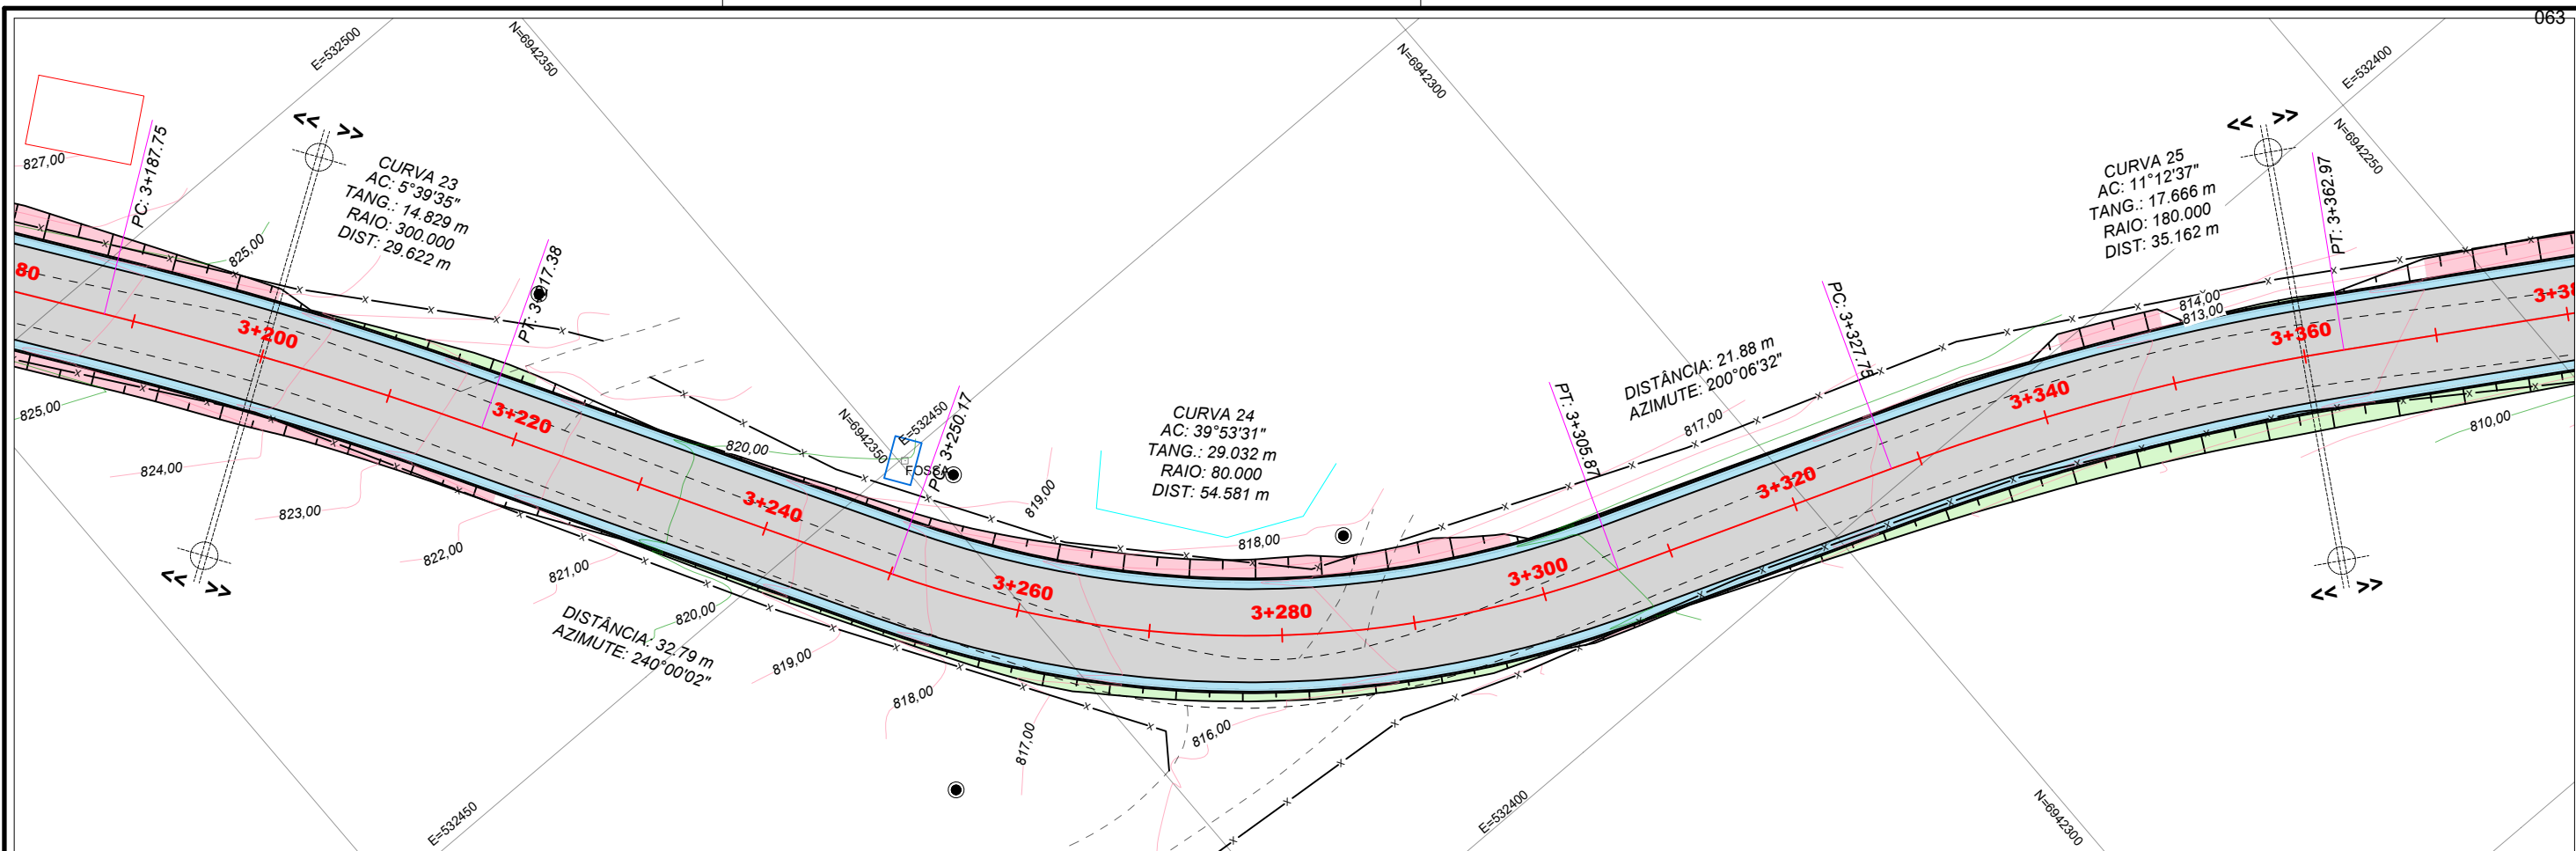 063
E=532500
N=6942350
N=6942300
E=532400
N=6942250
827,00
PC: 3+187.75
<< >>
CURVA 23
AC: 5°39'35"
TANG.: 14.829 m
RAIO: 300.000
DIST: 29.622 m
825,00
PT: 3+217.38
80
3+200
3+220
825,00
824,00
823,00
822,00
821,00
820,00
<< >>
DISTÂNCIA: 32.79 m
AZIMUTE: 240°00'02"
819,00
818,00
817,00
816,00
E=532450
820,00
N=6942350
E=532450
FOSSA
PC: 3+250.17
3+240
3+260
819,00
CURVA 24
AC: 39°53'31"
TANG.: 29.032 m
RAIO: 80.000
DIST: 54.581 m
818,00
3+280
3+300
PT: 3+305.87
DISTÂNCIA: 21.88 m
AZIMUTE: 200°06'32"
817,00
3+320
PC: 3+327.75
3+340
CURVA 25
AC: 11°12'37"
TANG.: 17.666 m
RAIO: 180.000
DIST: 35.162 m
<< >>
PT: 3+362.97
814,00
813,00
3+360
3+38
810,00
<< >>
E=532400
N=6942300